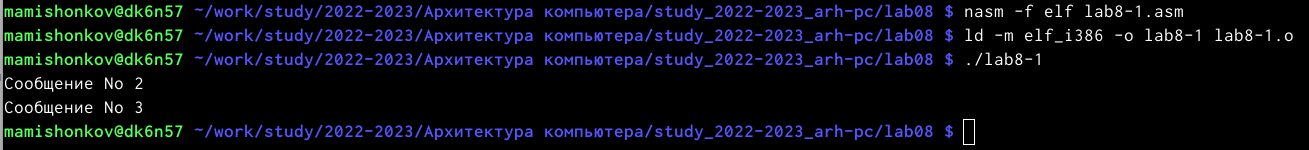 mamishonkov@dk6n57 ~/work/study/2022-2023/Архитектура компьютера/study_2022-2023_arh-pc/lab08 $ nasm -f elf lab8-1.asm
mamishonkov@dk6n57 ~/work/study/2022-2023/Архитектура компьютера/study_2022-2023_arh-pc/lab08 $ ld -m elf_i386 -o lab8-1 lab8-1.o
mamishonkov@dk6n57 ~/work/study/2022-2023/Архитектура компьютера/study_2022-2023_arh-pc/lab08 $ ./lab8-1
Сообщение No 2
Сообщение No 3
mamishonkov@dk6n57 ~/work/study/2022-2023/Архитектура компьютера/study_2022-2023_arh-pc/lab08 $